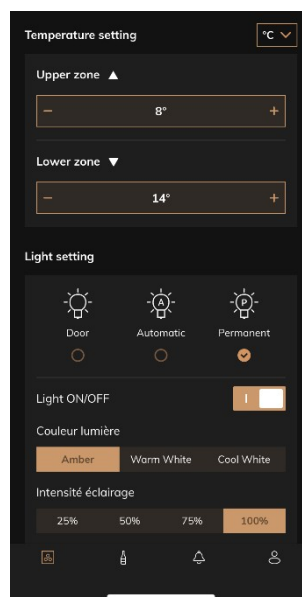 Temperature setting °C
Upper zone ▲
− 8° +
Lower zone ▼
− 14° +
Light setting
A P
Door Automatic Permanent
Light ON/OFF I
Couleur lumière
Amber Warm White Cool White
Intensité éclairage
25% 50% 75% 100%